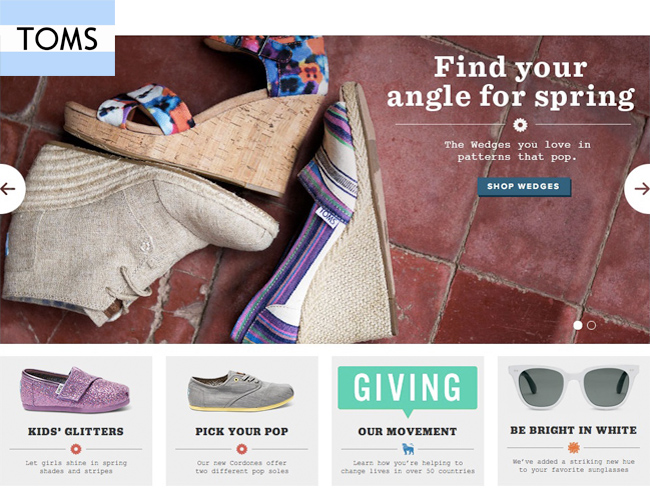 TOMS
Find your
angle for spring
The Wedges you love in
patterns that pop.
SHOP WEDGES
TOMS
KIDS' GLITTERS
Let girls shine in spring
shades and stripes
PICK YOUR POP
Our new Cordones offer
two different pop soles
GIVING
OUR MOVEMENT
Learn how you're helping to
change lives in over 50 countries
BE BRIGHT IN WHITE
We've added a striking new hue
to your favorite sunglasses